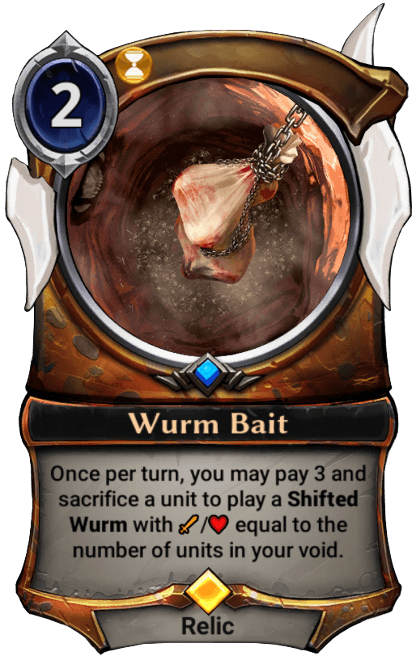 2
Wurm Bait
Once per turn, you may pay 3 and
sacrifice a unit to play a Shifted
Wurm with / equal to the
number of units in your void.
Relic